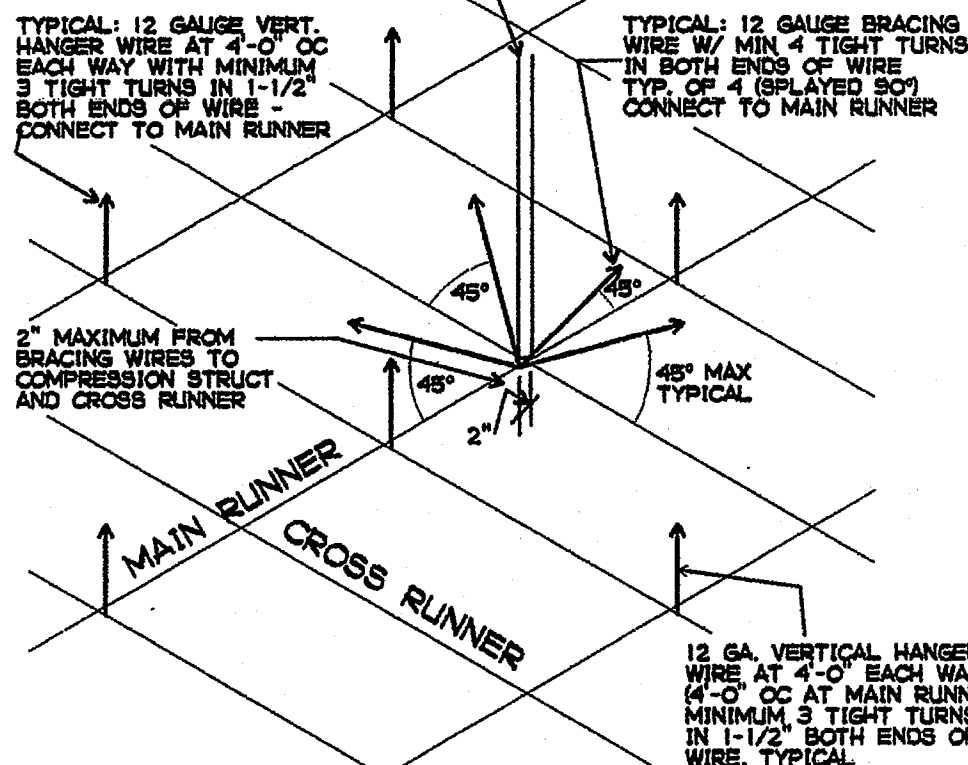 TYPICAL: 12 GAUGE VERT.
HANGER WIRE AT 4'-0" OC
EACH WAY WITH MINIMUM
3 TIGHT TURNS IN 1-1/2"
BOTH ENDS OF WIRE -
CONNECT TO MAIN RUNNER
TYPICAL: 12 GAUGE BRACING
WIRE W/ MIN 4 TIGHT TURNS
IN BOTH ENDS OF WIRE
TYP. OF 4 (SPLAYED 90°)
CONNECT TO MAIN RUNNER
45°
45°
2" MAXIMUM FROM
BRACING WIRES TO
COMPRESSION STRUCT
AND CROSS RUNNER
45°
45° MAX
TYPICAL
2"
MAIN RUNNER
CROSS RUNNER
12 GA. VERTICAL HANGER
WIRE AT 4'-0" EACH WA
(4'-0" OC AT MAIN RUNN
MINIMUM 3 TIGHT TURNS
IN 1-1/2" BOTH ENDS OF
WIRE. TYPICAL